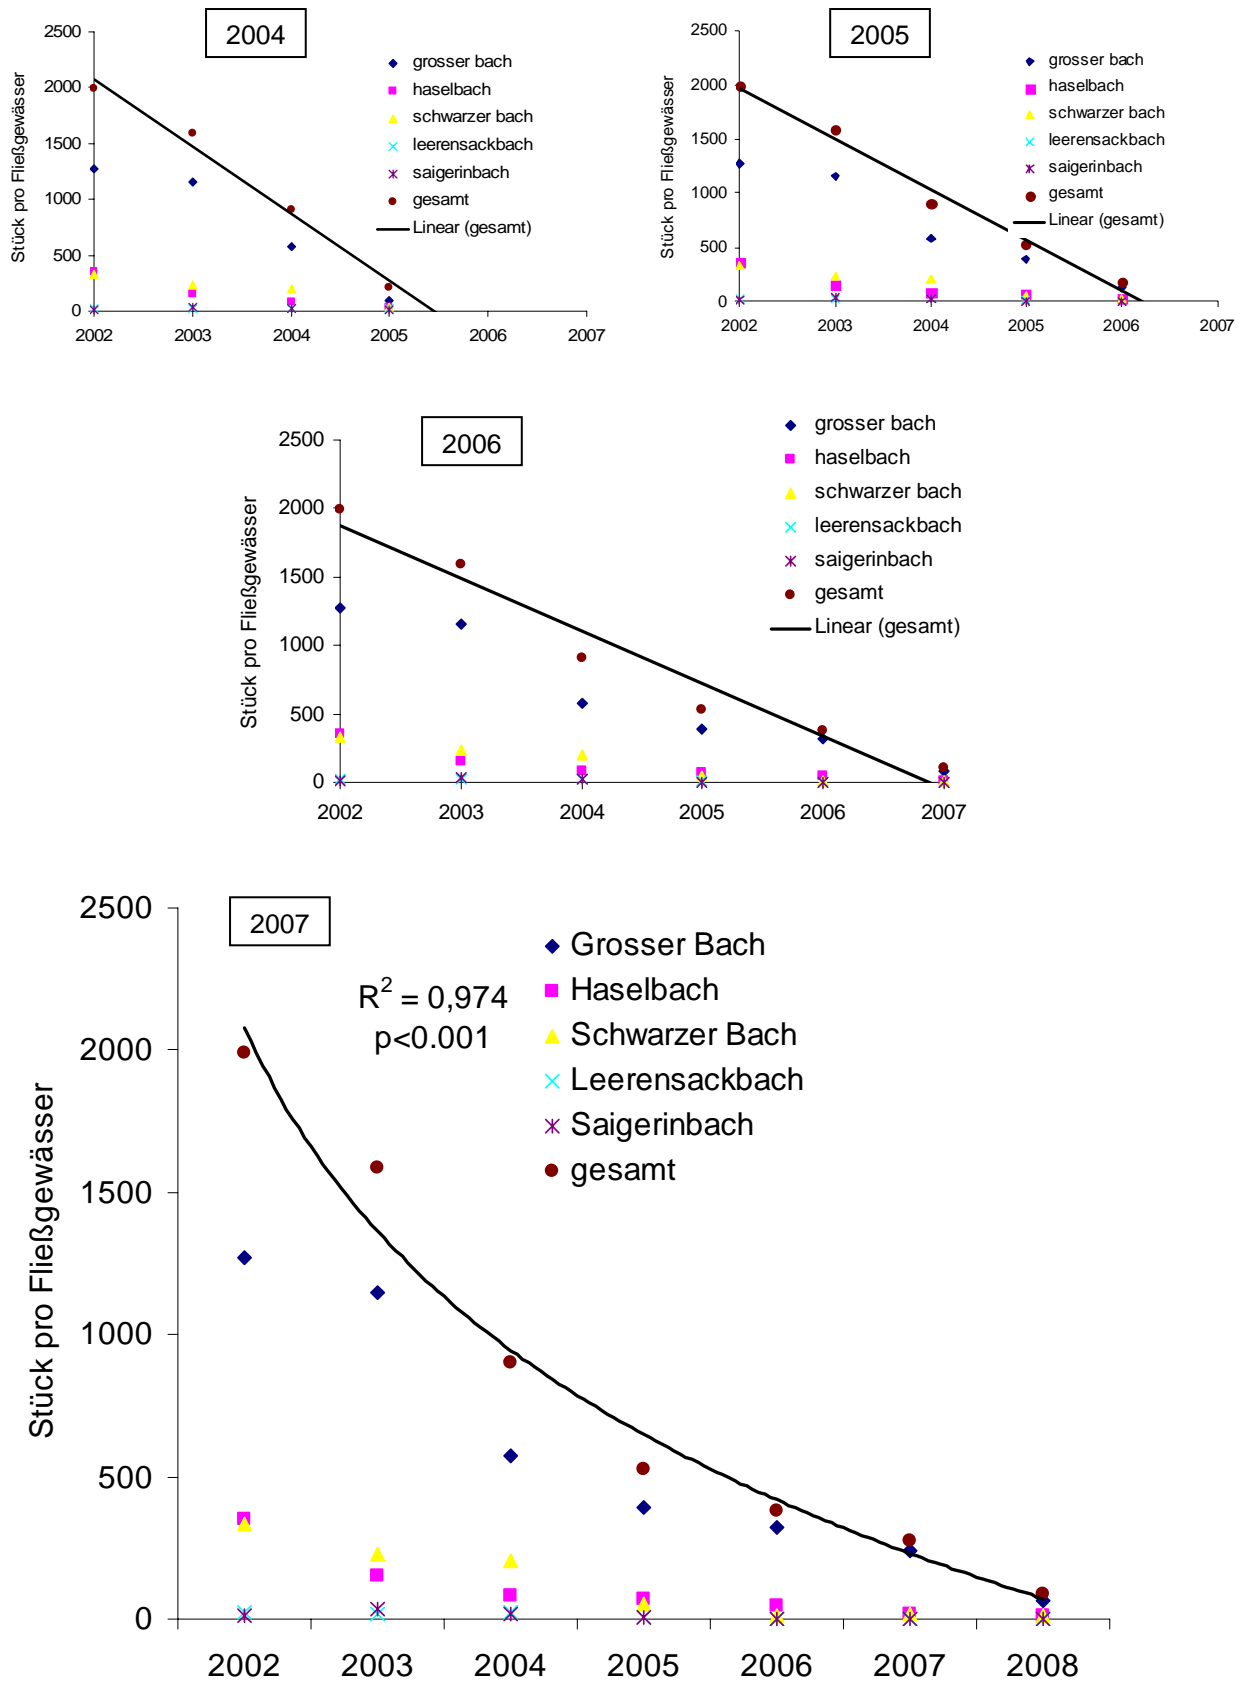 2004
2500
2000
1500
1000
500
0
Stück pro Fließgewässer
2002 2003 2004 2005 2006 2007
grosser bach
haselbach
schwarzer bach
leerensackbach
saigerinbach
gesamt
Linear (gesamt)
2005
2500
2000
1500
1000
500
0
Stück pro Fließgewässer
2002 2003 2004 2005 2006 2007
grosser bach
haselbach
schwarzer bach
leerensackbach
saigerinbach
gesamt
Linear (gesamt)
2006
2500
2000
1500
1000
500
0
Stück pro Fließgewässer
2002 2003 2004 2005 2006 2007
grosser bach
haselbach
schwarzer bach
leerensackbach
saigerinbach
gesamt
Linear (gesamt)
2007
2500
2000
1500
1000
500
0
Stück pro Fließgewässer
R² = 0,974
p<0.001
Grosser Bach
Haselbach
Schwarzer Bach
Leerensackbach
Saigerinbach
gesamt
2002 2003 2004 2005 2006 2007 2008